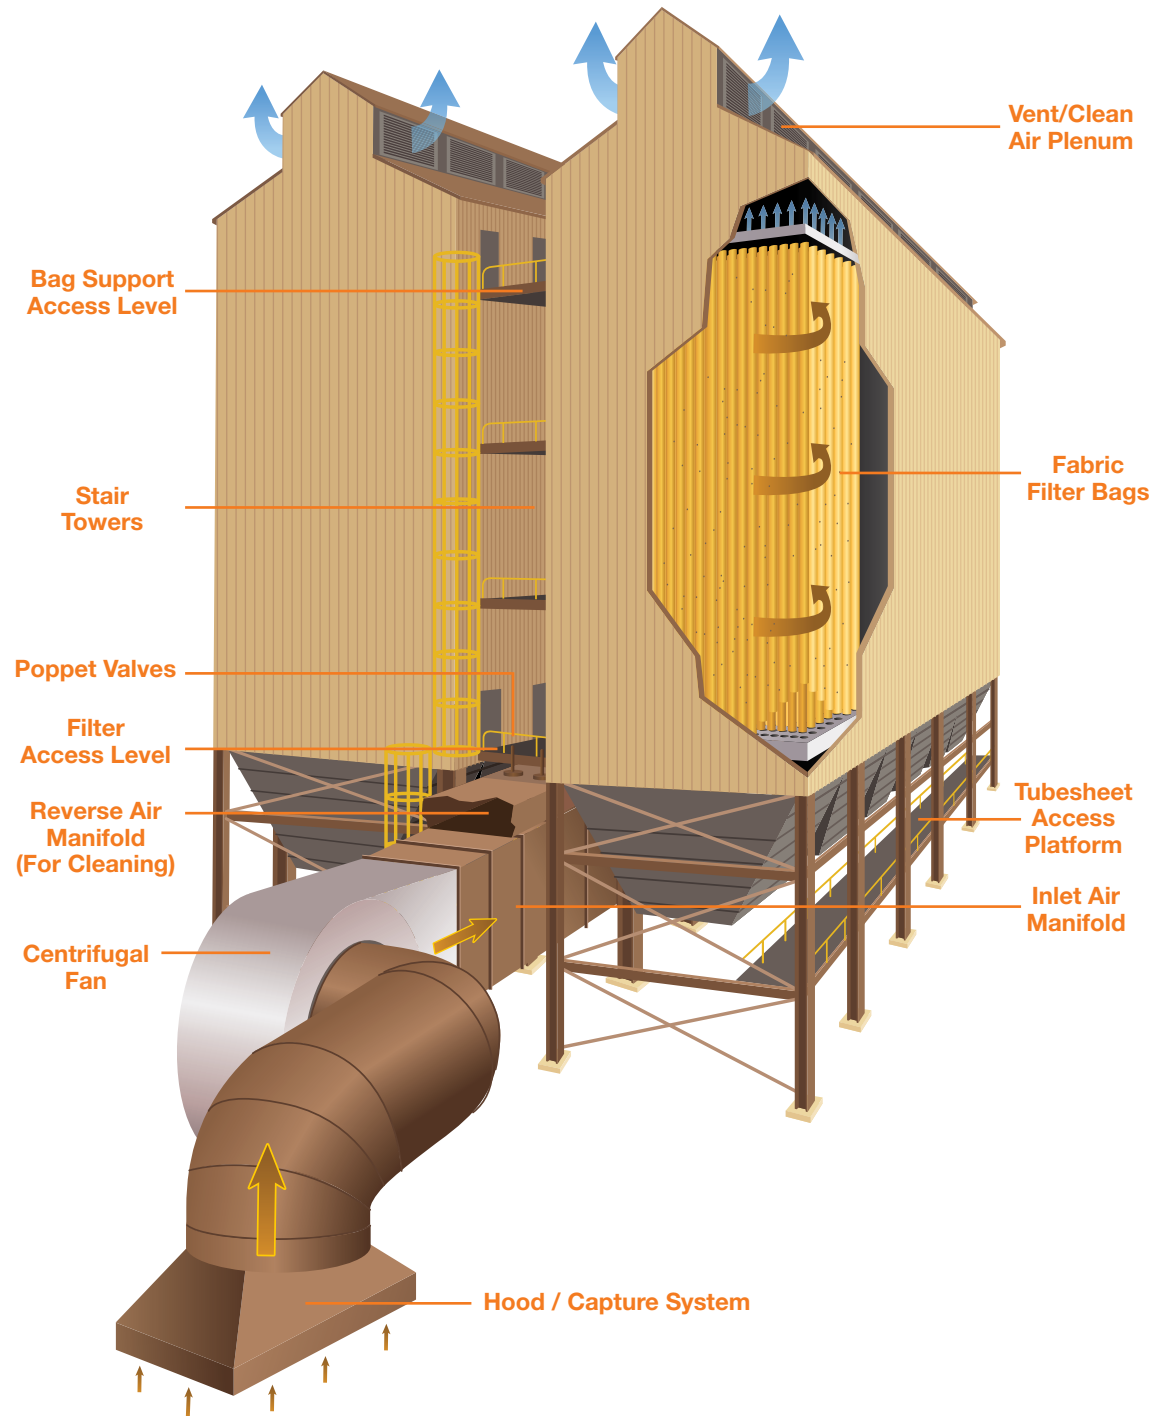 Vent/Clean
Air Plenum
Bag Support
Access Level
Fabric
Filter Bags
Stair
Towers
Poppet Valves
Filter
Access Level
Reverse Air
Manifold
(For Cleaning)
Tubesheet
Access
Platform
Inlet Air
Manifold
Centrifugal
Fan
Hood / Capture System